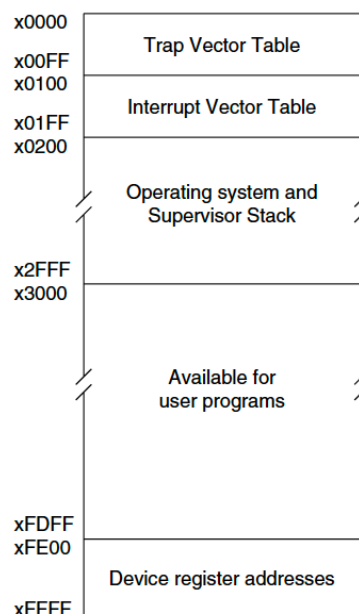 x0000
Trap Vector Table
x00FF
x0100
Interrupt Vector Table
x01FF
x0200
Operating system and
Supervisor Stack
x2FFF
x3000
Available for
user programs
xFDFF
xFE00
Device register addresses
xFFFF